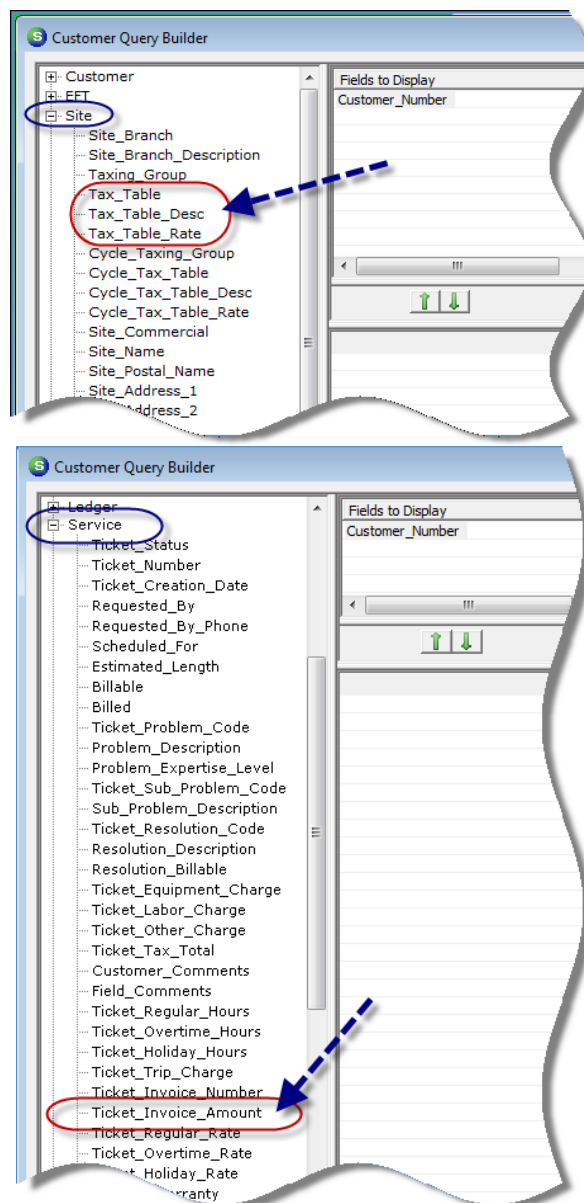 Customer Query Builder
Customer
EFT
Site
Site_Branch
Site_Branch_Description
Taxing_Group
Tax_Table
Tax_Table_Desc
Tax_Table_Rate
Cycle_Taxing_Group
Cycle_Tax_Table
Cycle_Tax_Table_Desc
Cycle_Tax_Table_Rate
Site_Commercial
Site_Name
Site_Postal_Name
Site_Address_1
Address_2
Fields to Display
Customer_Number
Customer Query Builder
Ledger
Service
Ticket_Status
Ticket_Number
Ticket_Creation_Date
Requested_By
Requested_By_Phone
Scheduled_For
Estimated_Length
Billable
Billed
Ticket_Problem_Code
Problem_Description
Problem_Expertise_Level
Ticket_Sub_Problem_Code
Sub_Problem_Description
Ticket_Resolution_Code
Resolution_Description
Resolution_Billable
Ticket_Equipment_Charge
Ticket_Labor_Charge
Ticket_Other_Charge
Ticket_Tax_Total
Customer_Comments
Field_Comments
Ticket_Regular_Hours
Ticket_Overtime_Hours
Ticket_Holiday_Hours
Ticket_Trip_Charge
Ticket_Invoice_Number
Ticket_Invoice_Amount
Ticket_Regular_Rate
Ticket_Overtime_Rate
Holiday_Rate
Fields to Display
Customer_Number